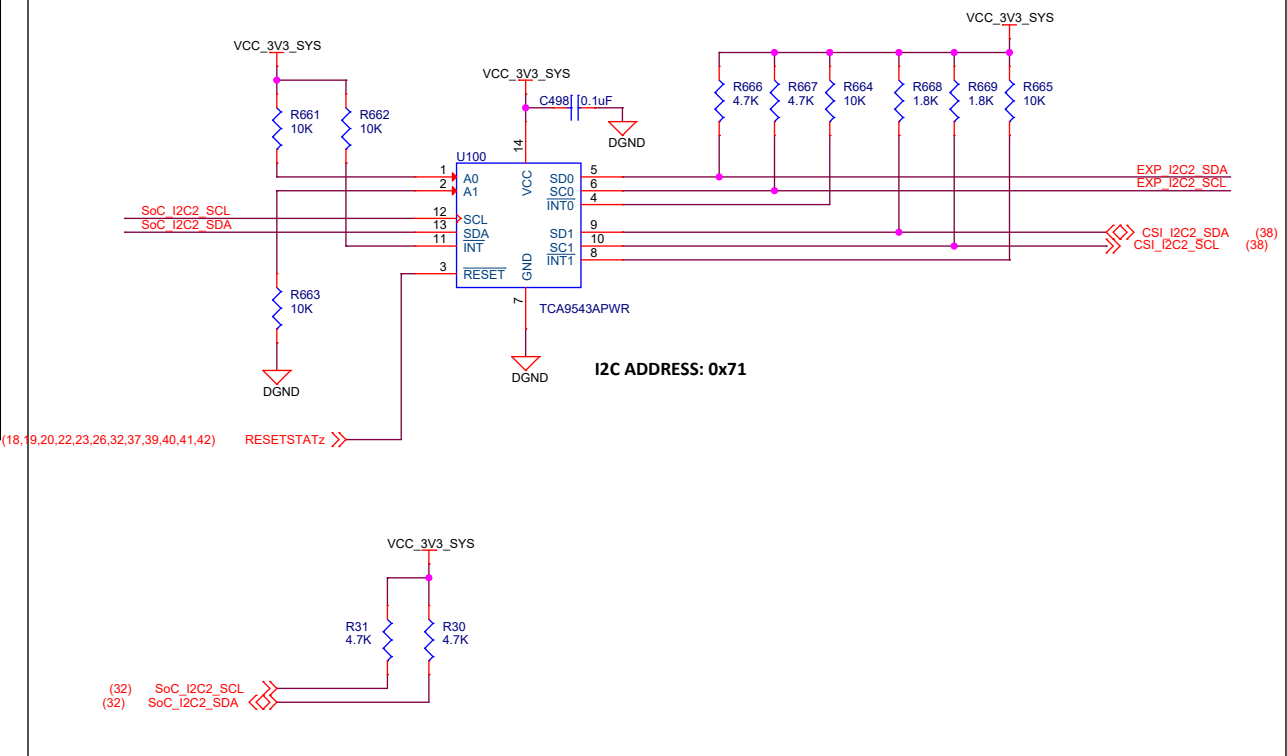 VCC_3V3_SYS
VCC_3V3_SYS
VCC_3V3_SYS
R661
10K
R662
10K
C498
0.1uF
DGND
R666
4.7K
R667
4.7K
R664
10K
R668
1.8K
R669
1.8K
R665
10K
U100
14
VCC
1
A0
2
A1
12
SCL
13
SDA
11
INT
3
RESET
GND
7
SD0
5
SC0
6
INT0
4
SD1
9
SC1
10
INT1
8
TCA9543APWR
SoC_I2C2_SCL
SoC_I2C2_SDA
EXP_I2C2_SDA
EXP_I2C2_SCL
CSI_I2C2_SDA (38)
CSI_I2C2_SCL (38)
R663
10K
DGND
DGND
I2C ADDRESS: 0x71
(18,19,20,22,23,26,32,37,39,40,41,42) RESETSTATz
VCC_3V3_SYS
R31
4.7K
R30
4.7K
(32) SoC_I2C2_SCL
(32) SoC_I2C2_SDA